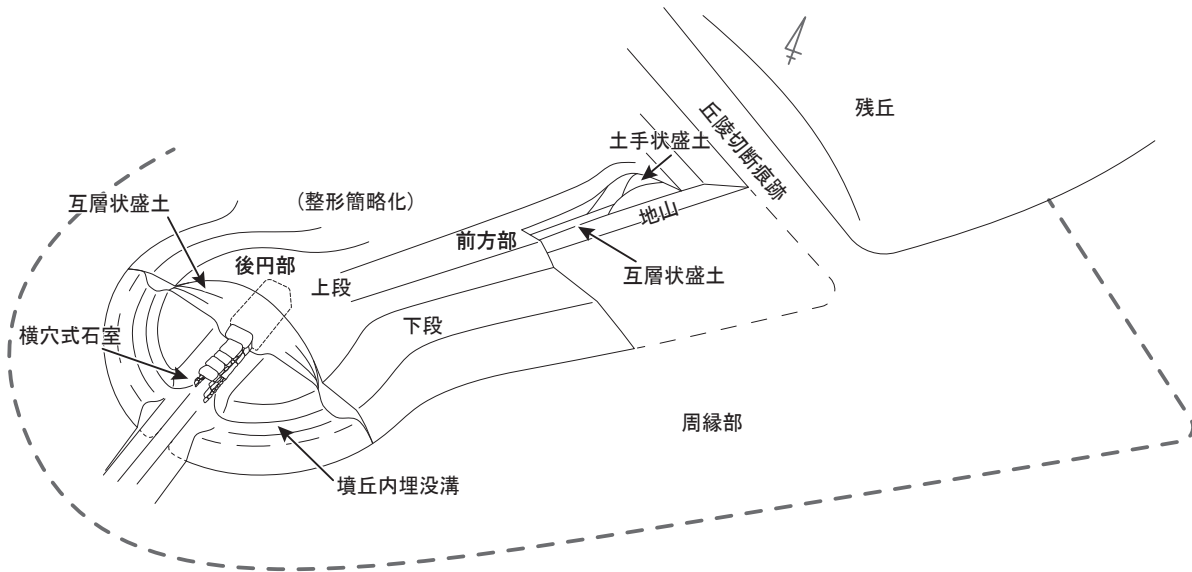 残丘
丘陵切断痕跡
土手状盛土
互層状盛土
(整形簡略化)
地山
前方部
後円部
互層状盛土
上段
下段
横穴式石室
周縁部
墳丘内埋没溝